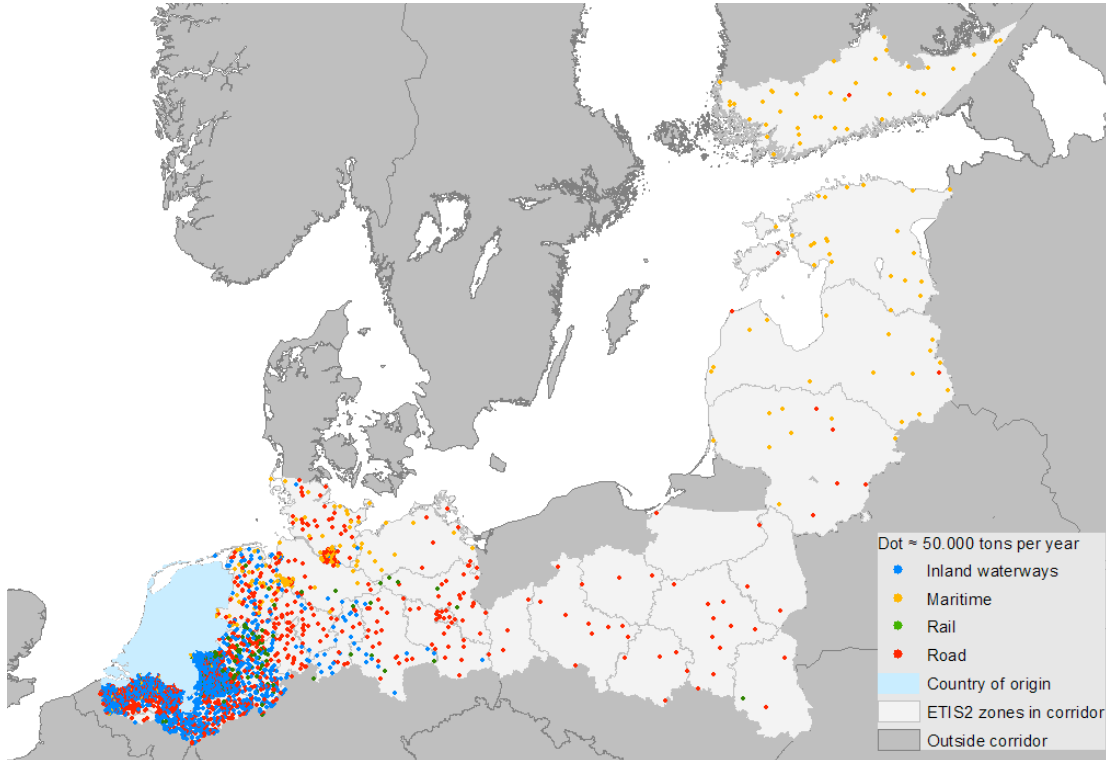 Dot ≈ 50.000 tons per year
Inland waterways
Maritime
Rail
Road
Country of origin
ETIS2 zones in corridor
Outside corridor